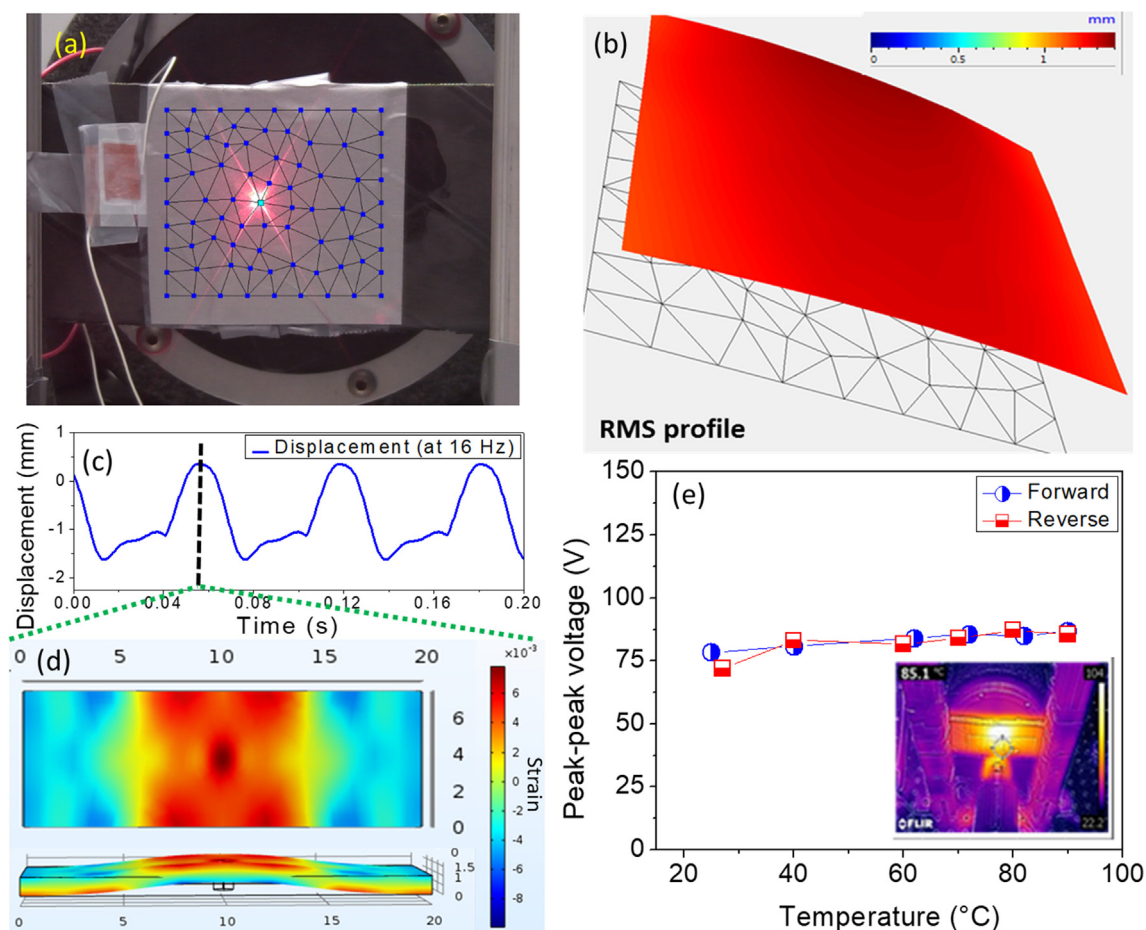 (a)
(b)
mm
0 0.5 1
RMS profile
(c)
Displacement (at 16 Hz)
Displacement (mm)
1
0
-1
-2
0.00 0.04 0.08 0.12 0.16 0.20
Time (s)
(d)
0 5 10 15 20
×10⁻³
6
4
2
0
6
4
2
0
-2
-4
-6
-8
Strain
0
1.5
1
0
0 5 10 15 20
(e)
Forward
Reverse
Peak-peak voltage (V)
150
125
100
75
50
25
0
85.1 °C
104
22.2
FLIR
20 40 60 80 100
Temperature (°C)